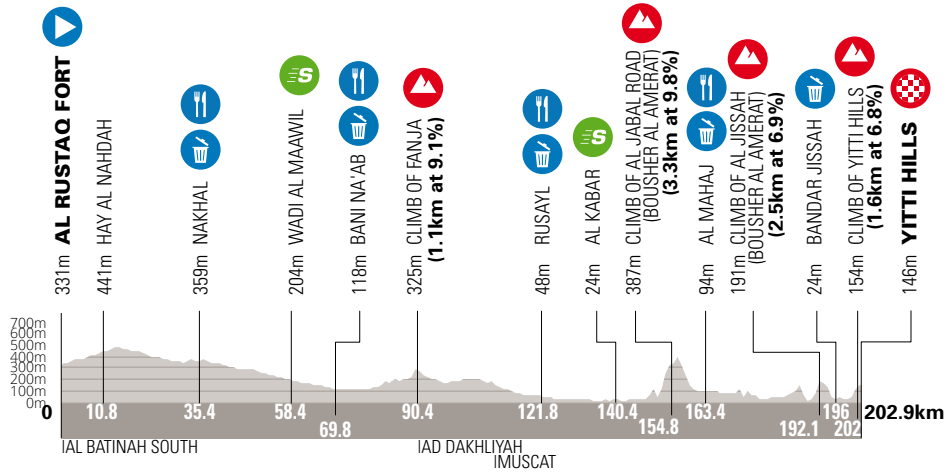 331m AL RUSTAQ FORT
441m HAY AL NAHDAH
359m NAKHAL
204m WADI AL MAAWIL
S
118m BANI NA'AB
325m CLIMB OF FANJA
(1.1km at 9.1%)
48m RUSAYL
24m AL KABAR
S
387m CLIMB OF AL JABAL ROAD
(BOUSHER AL AMERAT)
(3.3km at 9.8%)
94m AL MAHAJ
191m CLIMB OF AL JISSAH
(BOUSHER AL AMERAT)
(2.5km at 6.9%)
24m BANDAR JISSAH
154m CLIMB OF YITTI HILLS
(1.6km at 6.8%)
146m YITTI HILLS
700m
600m
500m
400m
300m
200m
100m
0m
0 10.8 35.4 58.4 90.4 121.8 140.4 163.4 196 202.9km
69.8 154.8 192.1 202
AL BATINAH SOUTH
AD DAKHLIYAH
MUSCAT